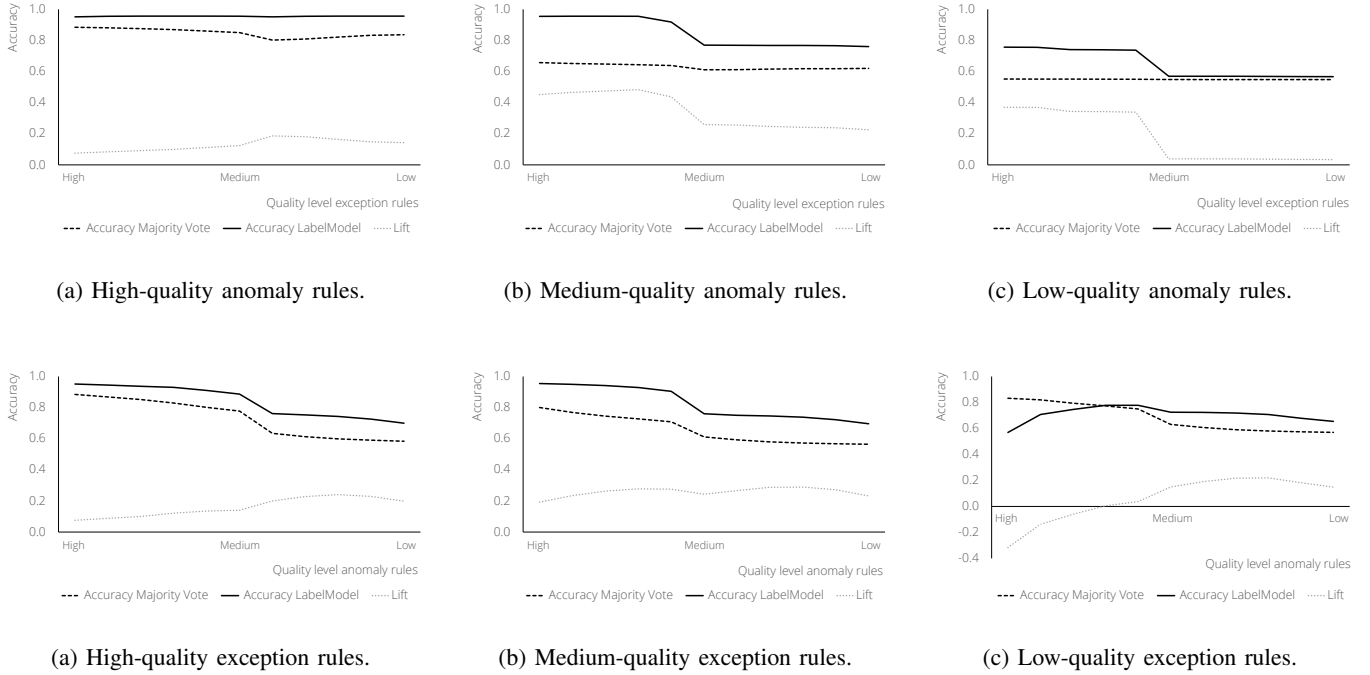 Accuracy
1.0
0.8
0.6
0.4
0.2
0.0
High Medium Low
Quality level exception rules
Accuracy Majority Vote Accuracy LabelModel Lift
(a) High-quality anomaly rules.
Accuracy
1.0
0.8
0.6
0.4
0.2
0.0
High Medium Low
Quality level exception rules
Accuracy Majority Vote Accuracy LabelModel Lift
(b) Medium-quality anomaly rules.
Accuracy
1.0
0.8
0.6
0.4
0.2
0.0
High Medium Low
Quality level exception rules
Accuracy Majority Vote Accuracy LabelModel Lift
(c) Low-quality anomaly rules.
Accuracy
1.0
0.8
0.6
0.4
0.2
0.0
High Medium Low
Quality level anomaly rules
Accuracy Majority Vote Accuracy LabelModel Lift
(a) High-quality exception rules.
Accuracy
1.0
0.8
0.6
0.4
0.2
0.0
High Medium Low
Quality level anomaly rules
Accuracy Majority Vote Accuracy LabelModel Lift
(b) Medium-quality exception rules.
Accuracy
1.0
0.8
0.6
0.4
0.2
0.0
-0.2
-0.4
High Medium Low
Quality level anomaly rules
Accuracy Majority Vote Accuracy LabelModel Lift
(c) Low-quality exception rules.